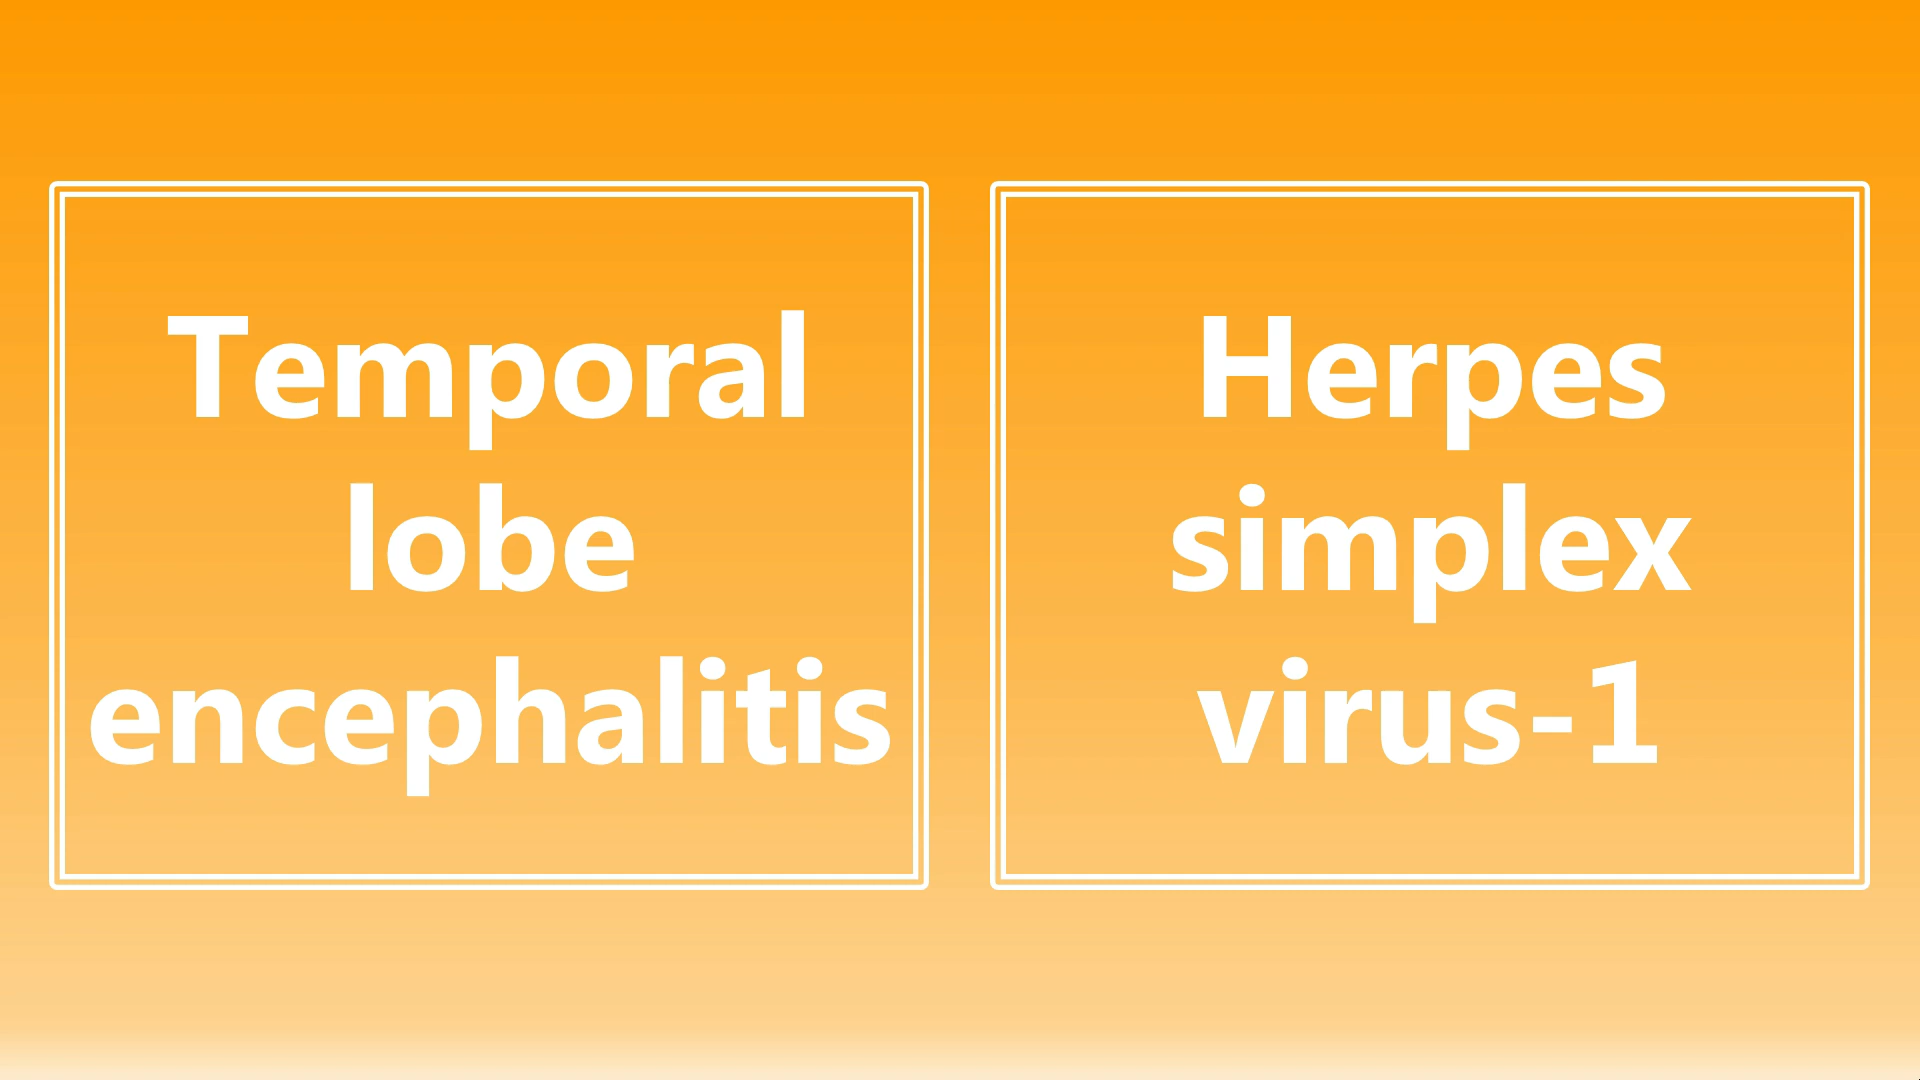 Temporal
lobe
encephalitis
Herpes
simplex
virus-1